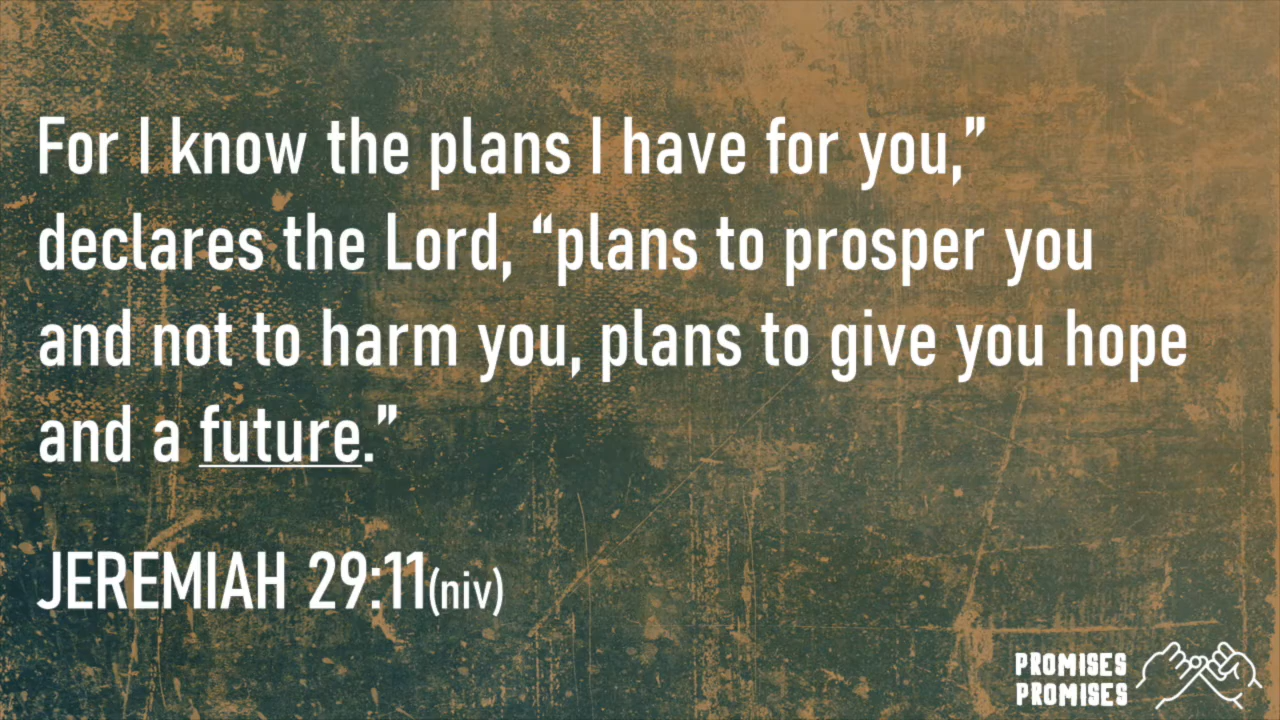 For I know the plans I have for you,”
declares the Lord, “plans to prosper you
and not to harm you, plans to give you hope
and a future.”
JEREMIAH 29:11(niv)
PROMISES
PROMISES